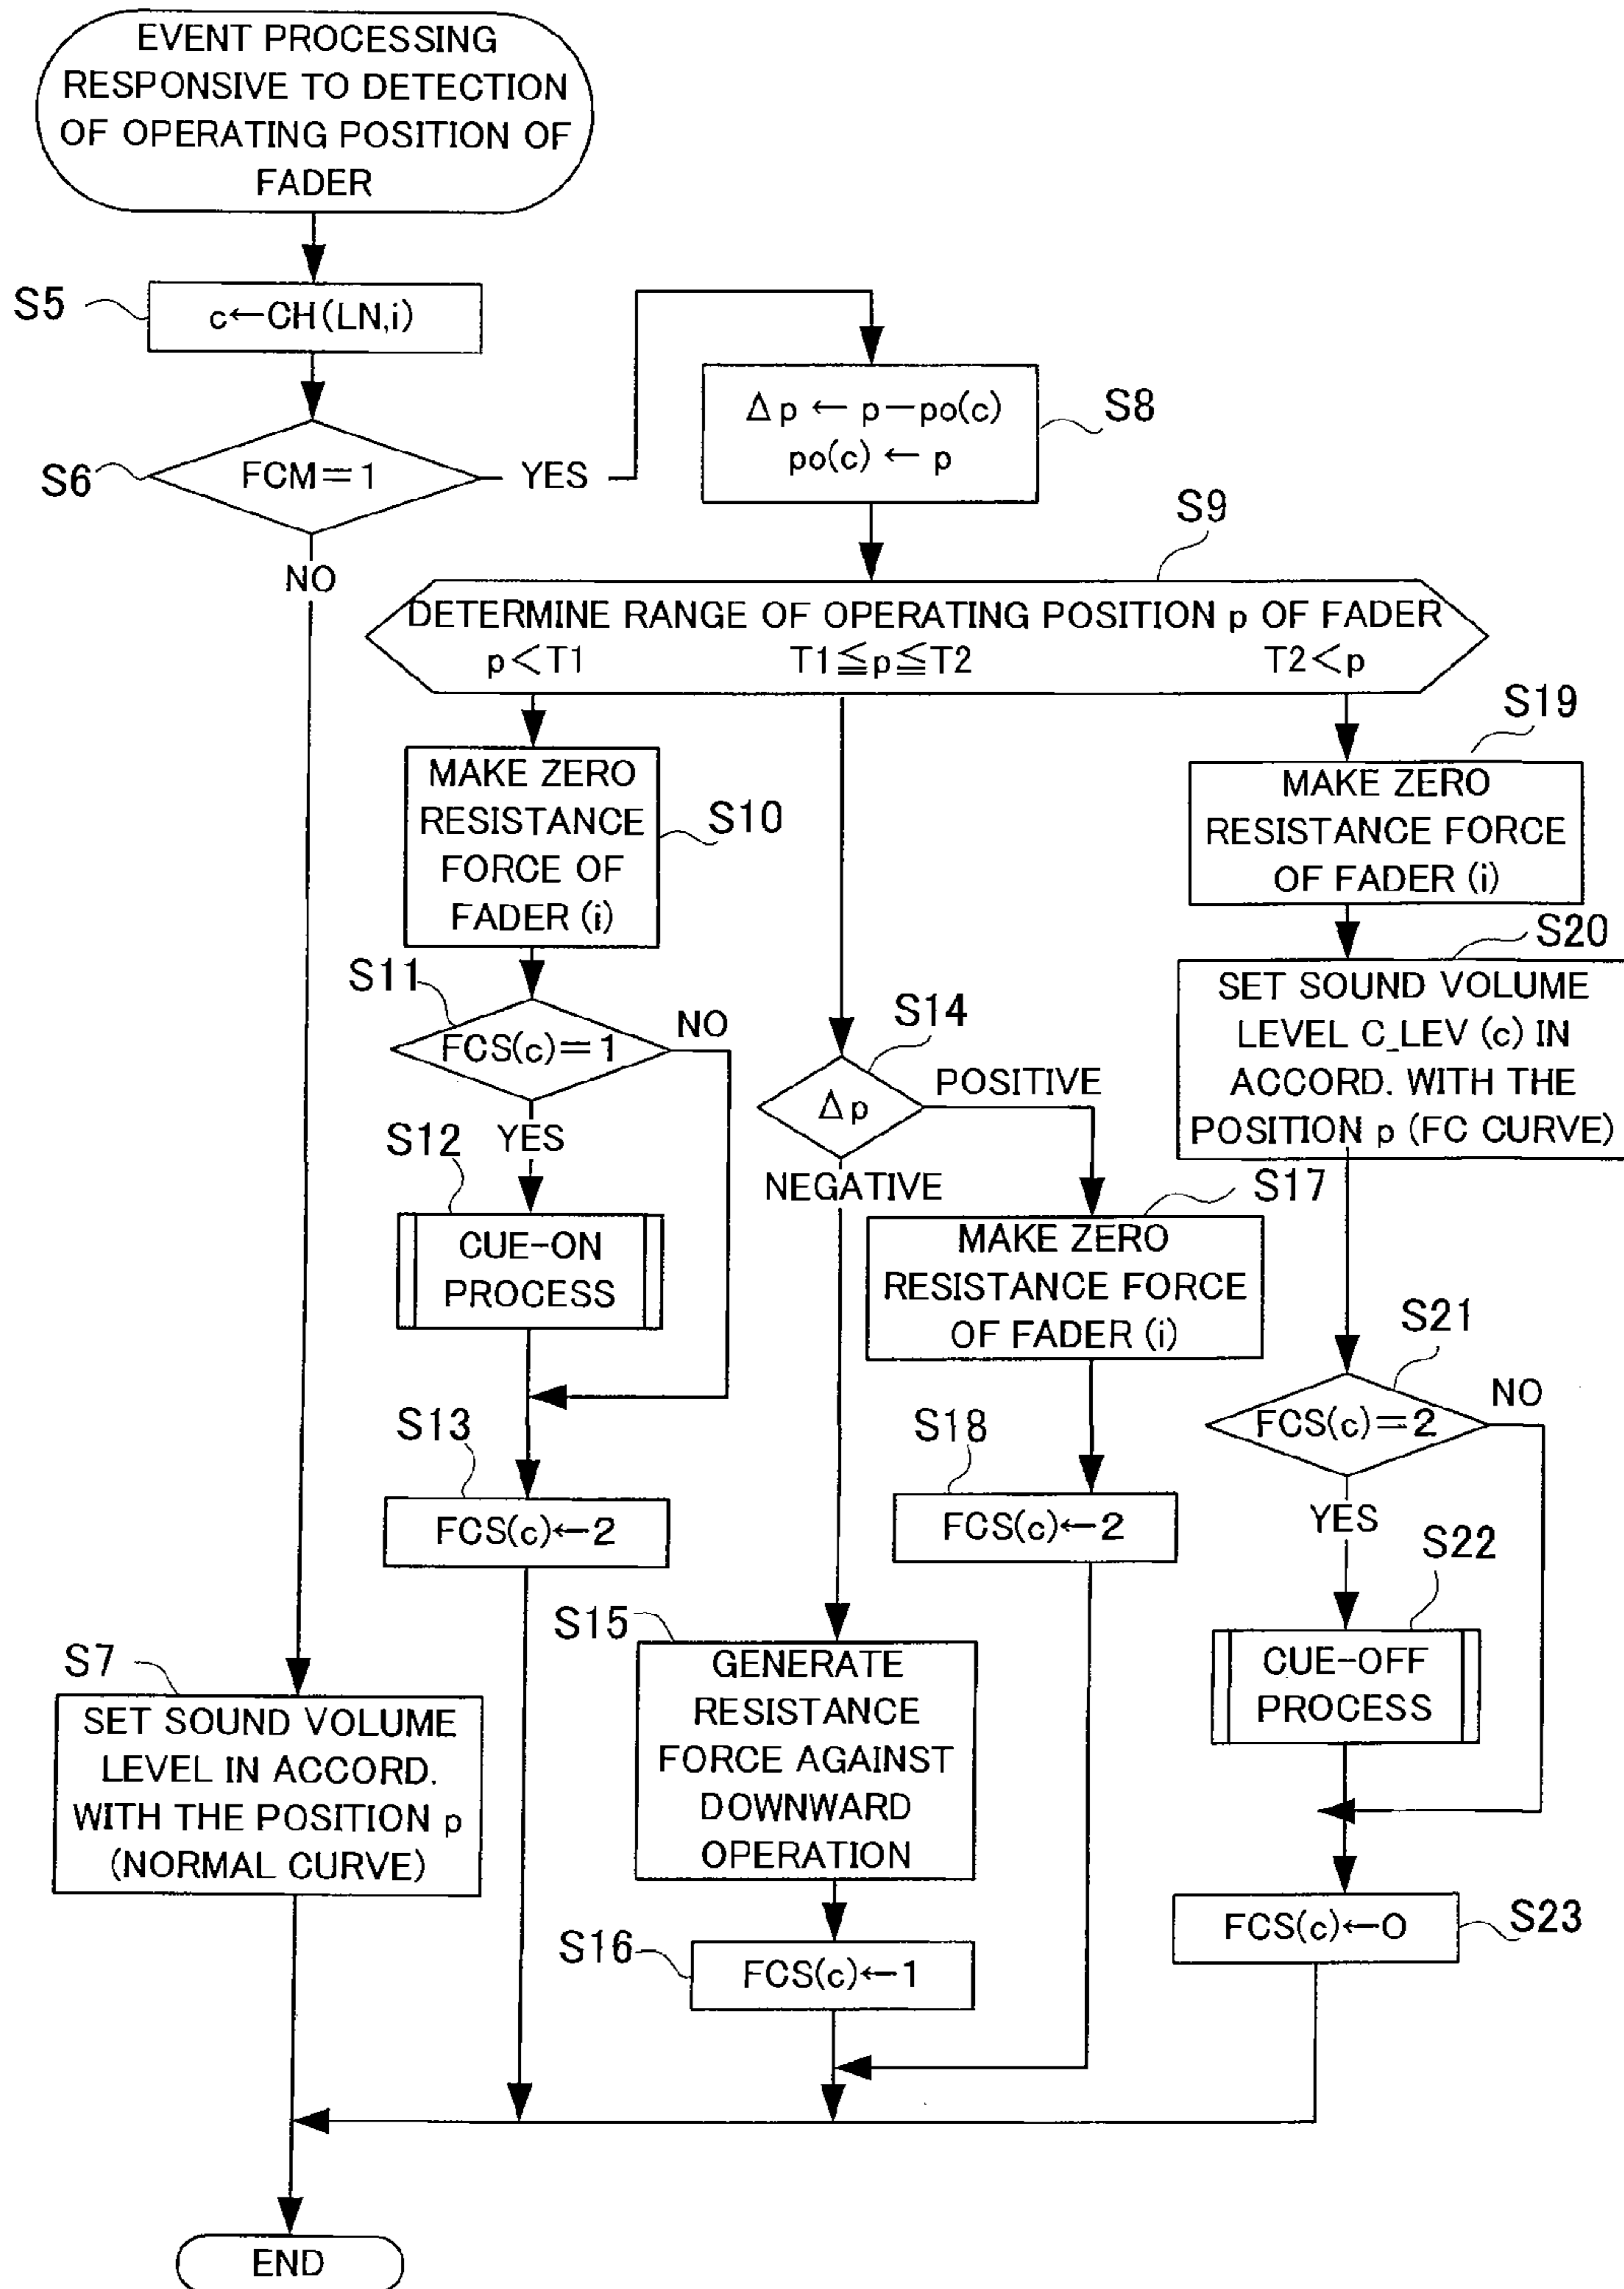 EVENT PROCESSING
RESPONSIVE TO DETECTION
OF OPERATING POSITION OF
FADER
S5
c←CH(LN,i)
S6
FCM=1
YES
NO
S8
Δp ← p−po(c)
po(c) ← p
S9
DETERMINE RANGE OF OPERATING POSITION p OF FADER
p<T1
T1≦p≦T2
T2<p
S10
MAKE ZERO
RESISTANCE
FORCE OF
FADER (i)
S11
FCS(c)=1
NO
YES
S12
CUE-ON
PROCESS
S13
FCS(c)←2
S14
Δp
POSITIVE
NEGATIVE
S17
MAKE ZERO
RESISTANCE FORCE
OF FADER (i)
S18
FCS(c)←2
S15
GENERATE
RESISTANCE
FORCE AGAINST
DOWNWARD
OPERATION
S16
FCS(c)←1
S19
MAKE ZERO
RESISTANCE FORCE
OF FADER (i)
S20
SET SOUND VOLUME
LEVEL C_LEV (c) IN
ACCORD. WITH THE
POSITION p (FC CURVE)
S21
FCS(c)=2
NO
YES
S22
CUE-OFF
PROCESS
S23
FCS(c)←0
S7
SET SOUND VOLUME
LEVEL IN ACCORD.
WITH THE POSITION p
(NORMAL CURVE)
END